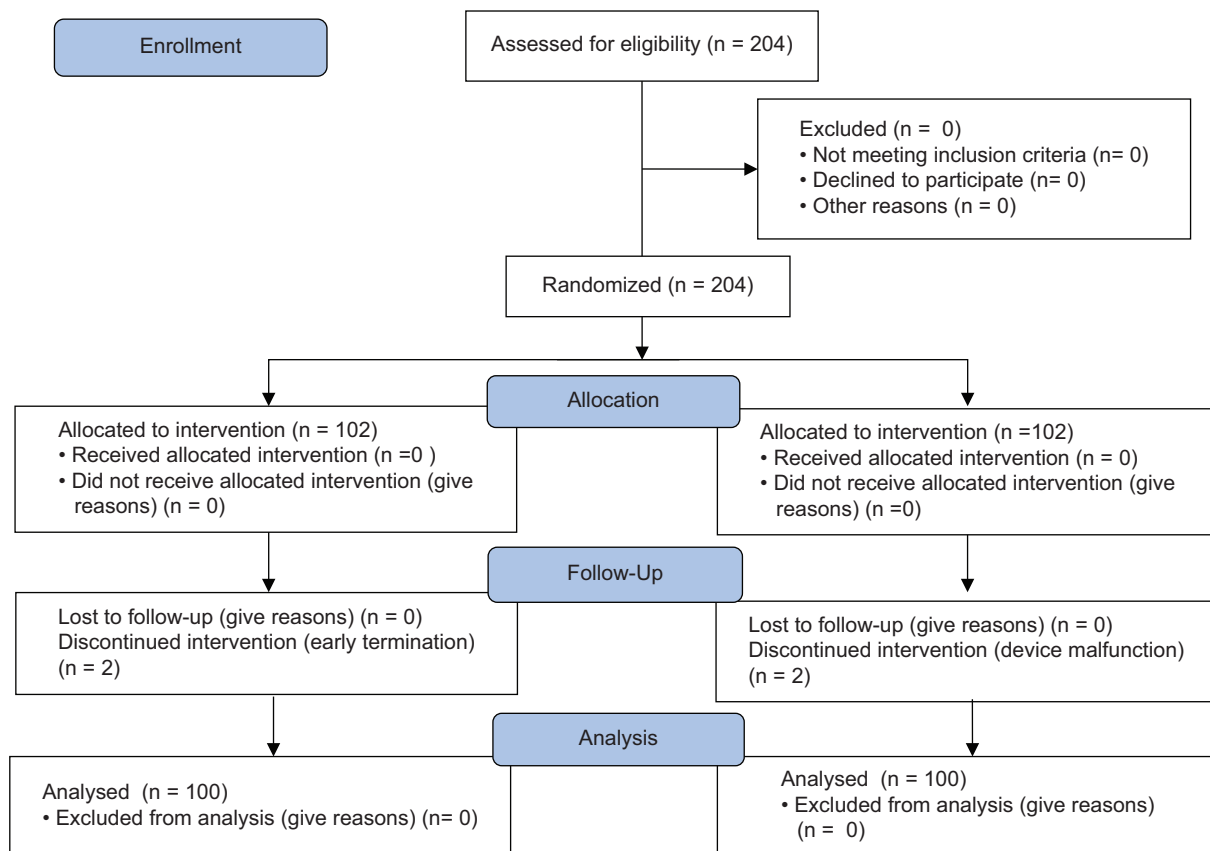 Enrollment
Assessed for eligibility (n = 204)
Excluded (n = 0)
• Not meeting inclusion criteria (n= 0)
• Declined to participate (n= 0)
• Other reasons (n = 0)
Randomized (n = 204)
Allocation
Allocated to intervention (n = 102)
• Received allocated intervention (n =0 )
• Did not receive allocated intervention (give
reasons) (n = 0)
Allocated to intervention (n =102)
• Received allocated intervention (n = 0)
• Did not receive allocated intervention (give
reasons) (n =0)
Follow-Up
Lost to follow-up (give reasons) (n = 0)
Discontinued intervention (early termination)
(n = 2)
Lost to follow-up (give reasons) (n = 0)
Discontinued intervention (device malfunction)
(n = 2)
Analysis
Analysed (n = 100)
• Excluded from analysis (give reasons) (n= 0)
Analysed (n = 100)
• Excluded from analysis (give reasons)
(n = 0)